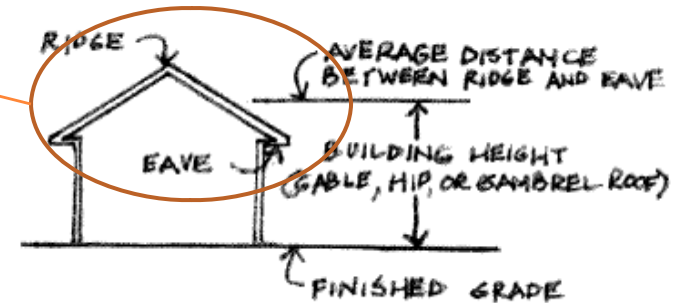 RIDGE
AVERAGE DISTANCE
BETWEEN RIDGE AND EAVE
EAVE
BUILDING HEIGHT
(GABLE, HIP, OR GAMBREL ROOF)
FINISHED GRADE